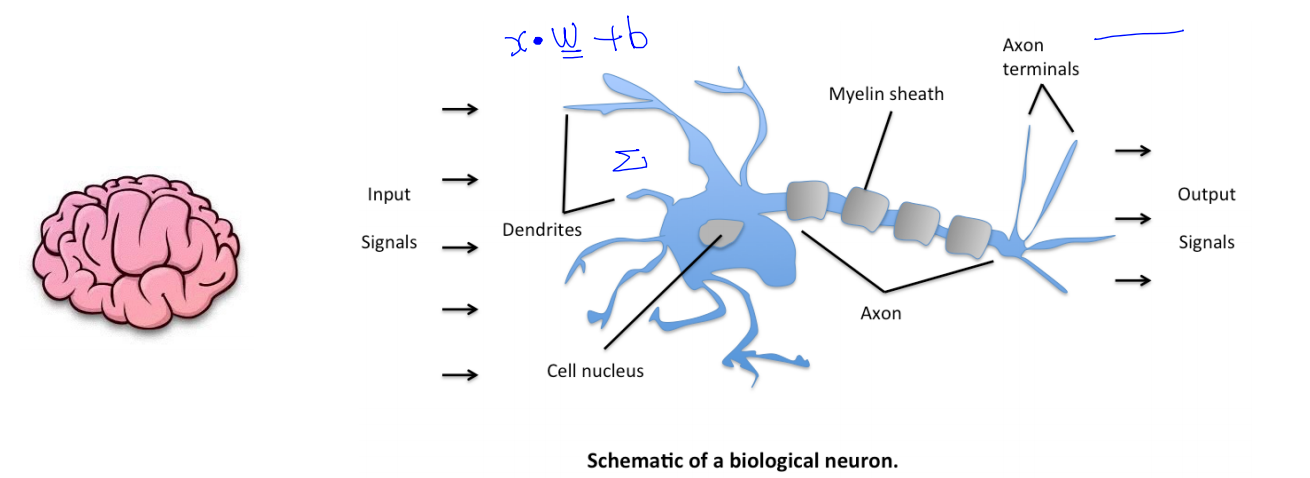 x•w+b
Axon
terminals
Myelin sheath
Σ
Input
Signals
Dendrites
Output
Signals
Axon
Cell nucleus
Schematic of a biological neuron.